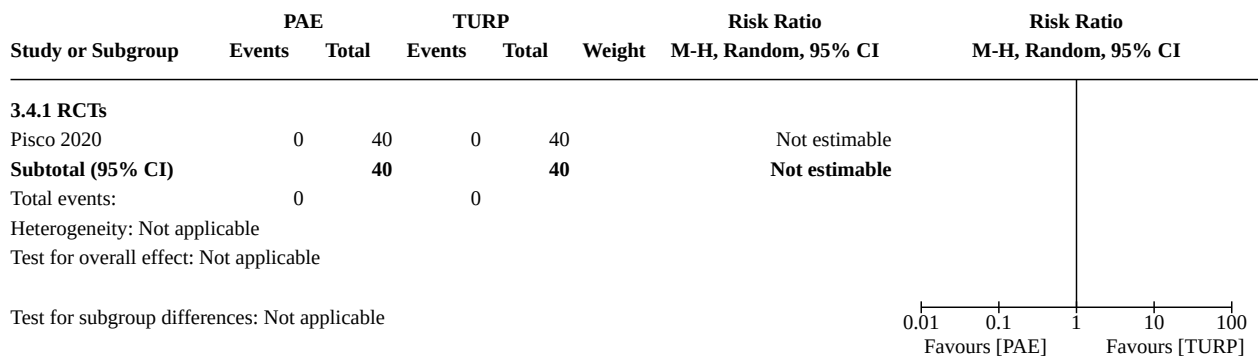 PAE TURP Risk Ratio Risk Ratio
Study or Subgroup Events Total Events Total Weight M-H, Random, 95% CI M-H, Random, 95% CI
3.4.1 RCTs
Pisco 2020 0 40 0 40 Not estimable
Subtotal (95% CI) 40 40 Not estimable
Total events: 0 0
Heterogeneity: Not applicable
Test for overall effect: Not applicable
Test for subgroup differences: Not applicable
0.01 0.1 1 10 100
Favours [PAE] Favours [TURP]